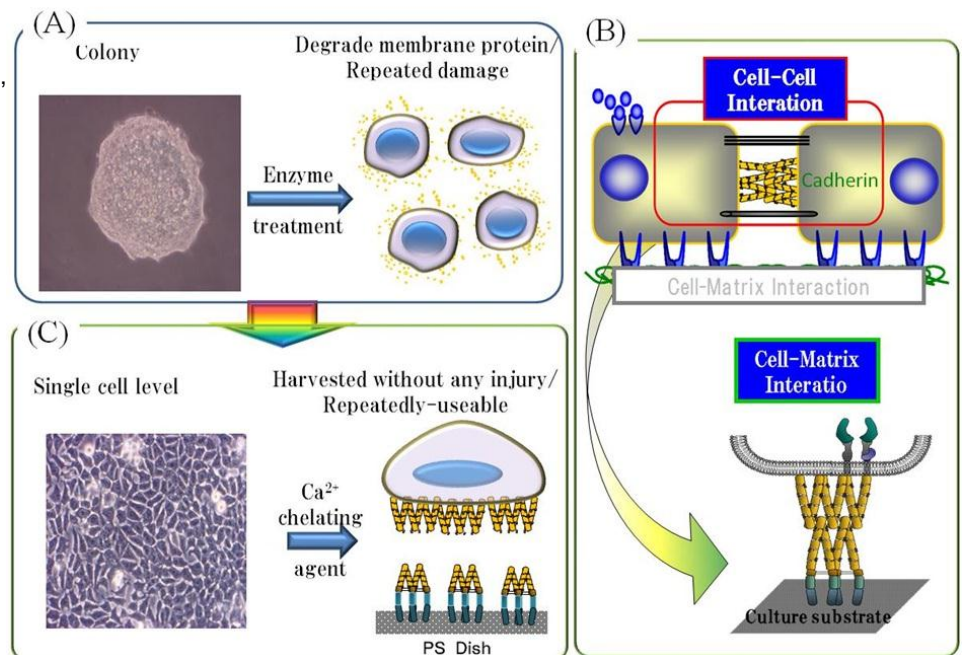 (A)
Colony
Degrade membrane protein/
Repeated damage
,
Enzyme
treatment
(B)
Cell-Cell
Interation
Cadherin
Cell-Matrix Interaction
Cell-Matrix
Interatio
Culture substrate
(C)
Single cell level
Harvested without any injury/
Repeatedly-useable
Ca²⁺
chelating
agent
PS Dish